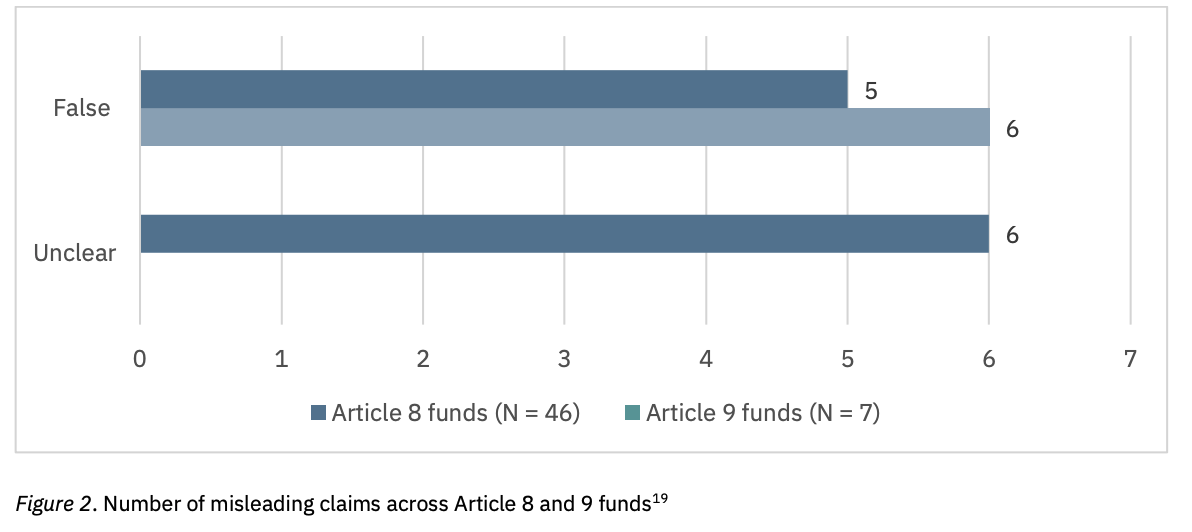 False
5
6
Unclear
6
0 1 2 3 4 5 6 7
Article 8 funds (N = 46) Article 9 funds (N = 7)
Figure 2. Number of misleading claims across Article 8 and 9 funds¹⁹